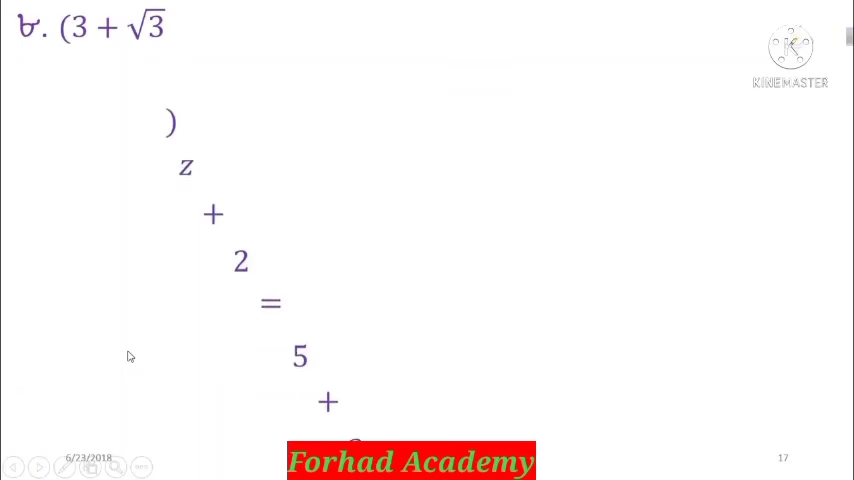 ৮. (3 + √3
)
z
+
2
=
5
+
KINEMASTER
6/23/2018
Forhad Academy
17